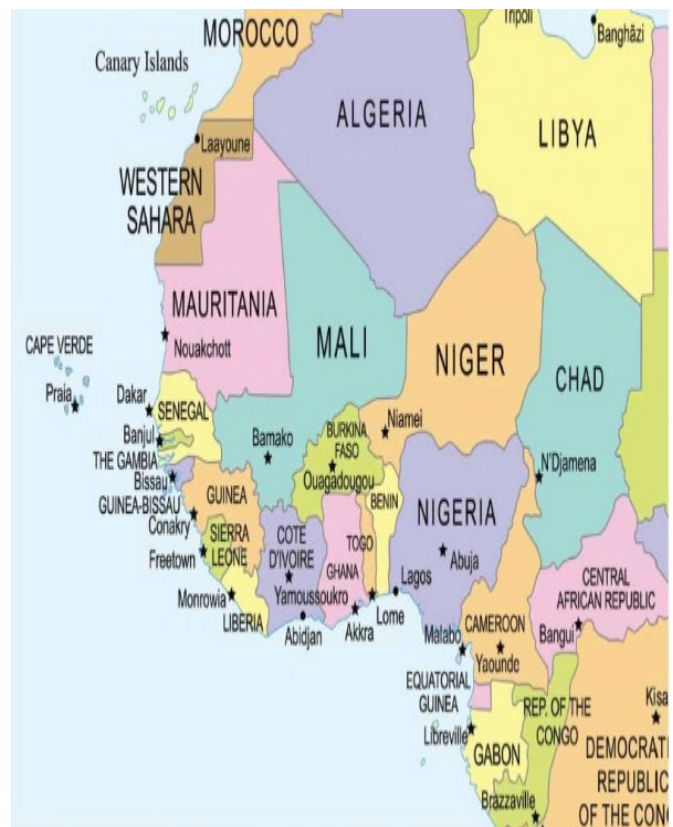 Tripoli
MOROCCO
Banghāzi
Canary Islands
ALGERIA
LIBYA
Laayoune
WESTERN
SAHARA
MAURITANIA
Nouakchott
MALI
NIGER
CHAD
CAPE VERDE
Praia
Dakar
SENEGAL
Banjul
THE GAMBIA
Bissau
GUINEA-BISSAU
Bamako
BURKINA
FASO
Ouagadougou
Niamei
BENIN
N'Djamena
NIGERIA
Abuja
GUINEA
Conakry
SIERRA
LEONE
Freetown
COTE
D'IVOIRE
Yamoussoukro
TOGO
GHANA
Lagos
Monrowia
LIBERIA
Abidjan
Akkra
Lome
CENTRAL
AFRICAN REPUBLIC
Malabo
CAMEROON
Yaounde
Bangui
EQUATORIAL
GUINEA
Libreville
GABON
REP. OF THE
CONGO
Kisa
Brazzaville
DEMOCRATI
REPUBLIC
OF THE CON